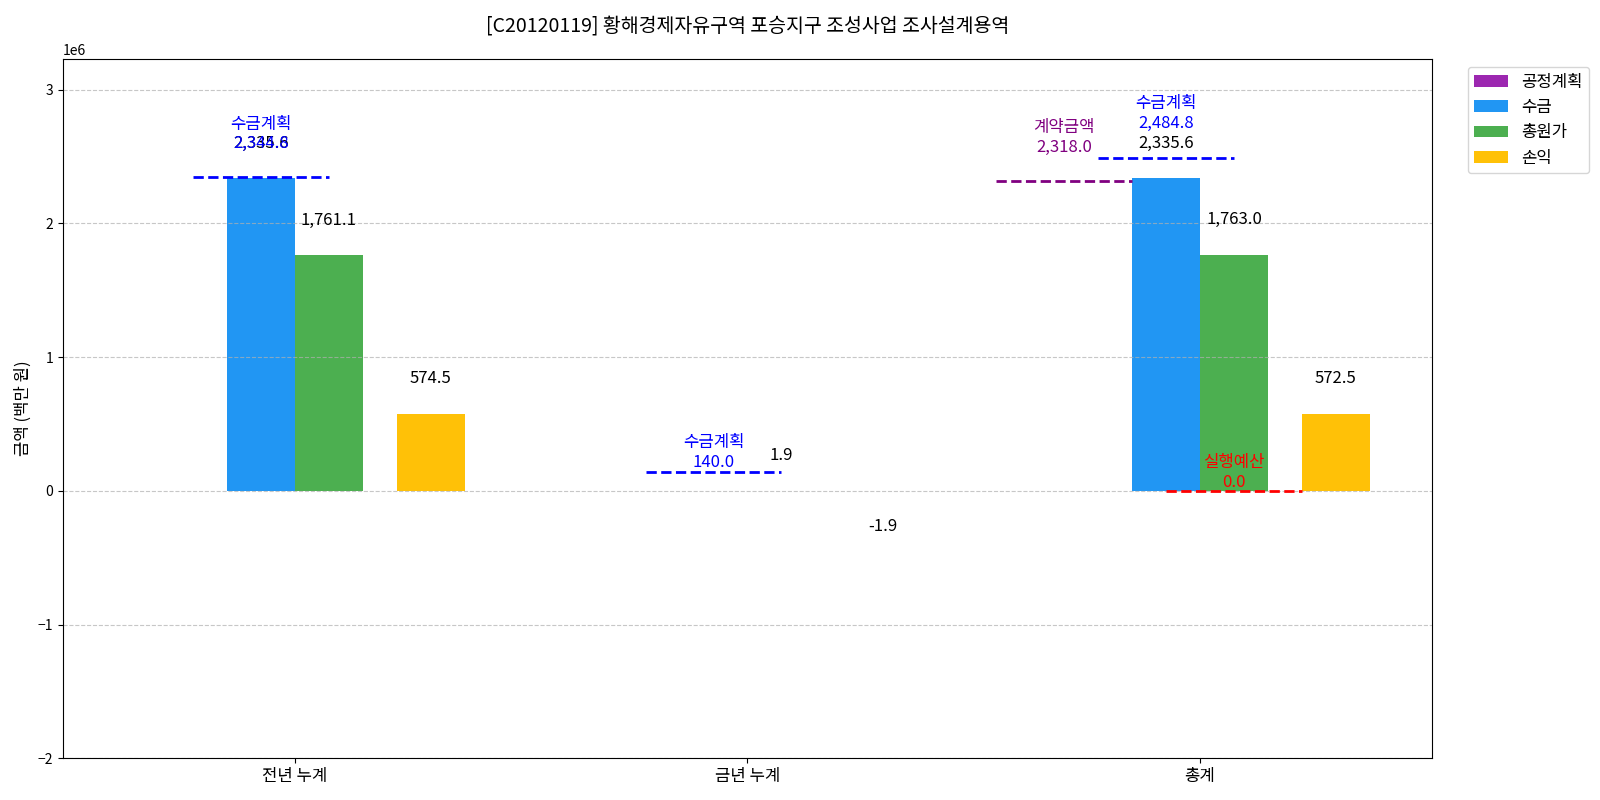 [C20120119] 황해경제자유구역 포승지구 조성사업 조사설계용역
1e6
3
2
1
0
−1
−2
금액 (백만 원)
수금계획
1,761.1
574.5
수금계획
140.0
1.9
-1.9
계약금액
2,318.0
수금계획
2,484.8
2,335.6
1,763.0
572.5
실행예산
0.0
전년 누계
금년 누계
총계
공정계획
수금
총원가
손익